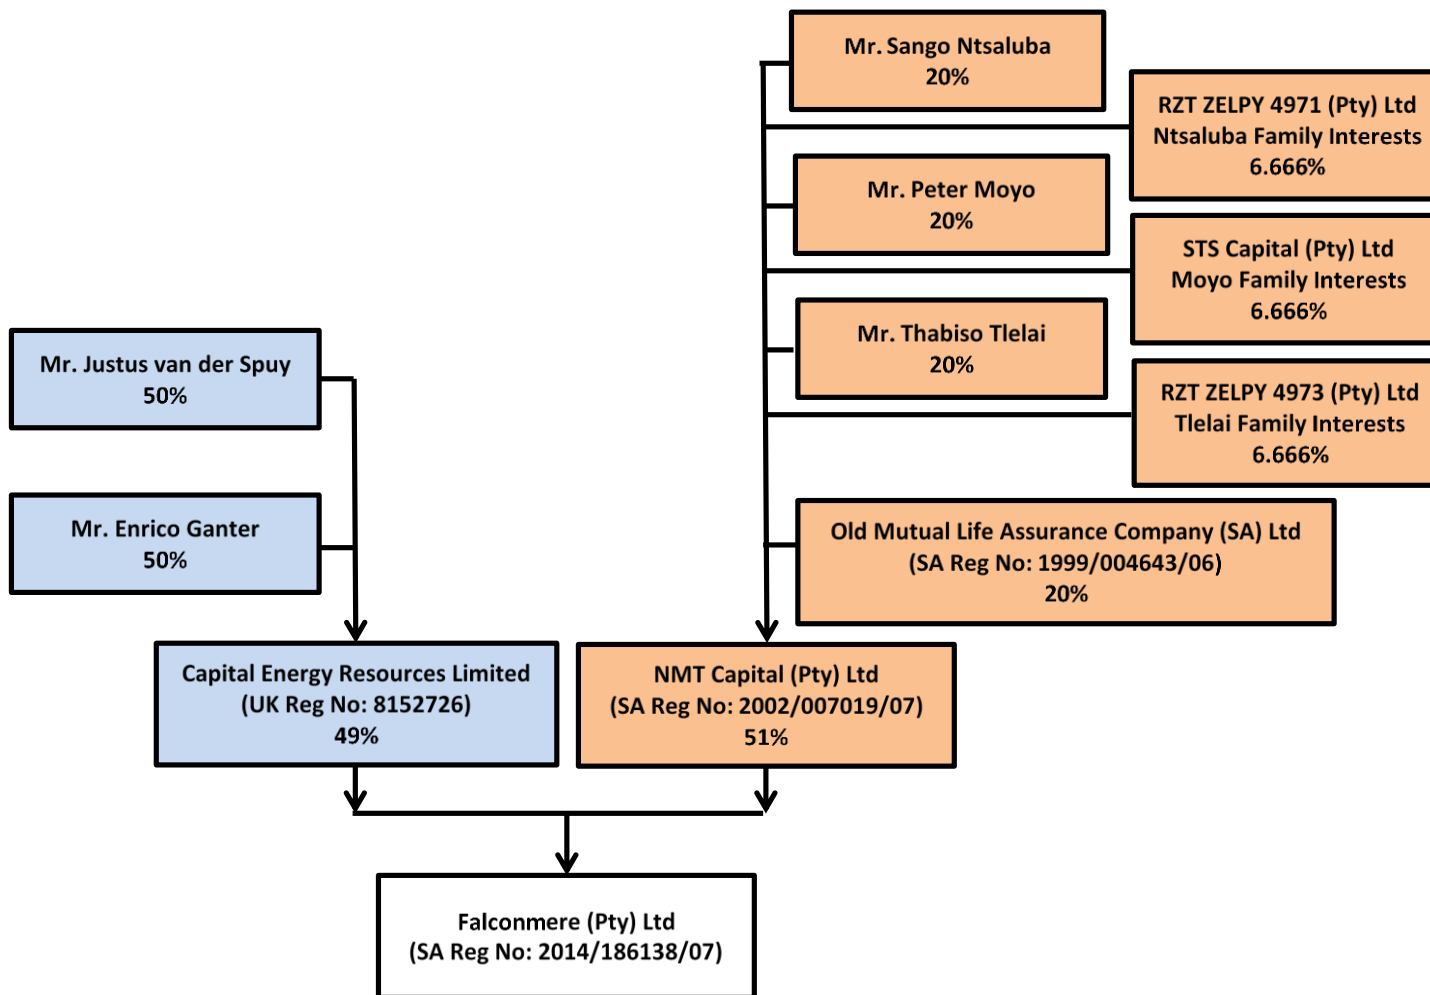 Mr. Sango Ntsaluba
20%
RZT ZELPY 4971 (Pty) Ltd
Ntsaluba Family Interests
6.666%
Mr. Peter Moyo
20%
STS Capital (Pty) Ltd
Moyo Family Interests
6.666%
Mr. Thabiso Tlelai
20%
Mr. Justus van der Spuy
50%
RZT ZELPY 4973 (Pty) Ltd
Tlelai Family Interests
6.666%
Mr. Enrico Ganter
50%
Old Mutual Life Assurance Company (SA) Ltd
(SA Reg No: 1999/004643/06)
20%
Capital Energy Resources Limited
(UK Reg No: 8152726)
49%
NMT Capital (Pty) Ltd
(SA Reg No: 2002/007019/07)
51%
Falconmere (Pty) Ltd
(SA Reg No: 2014/186138/07)